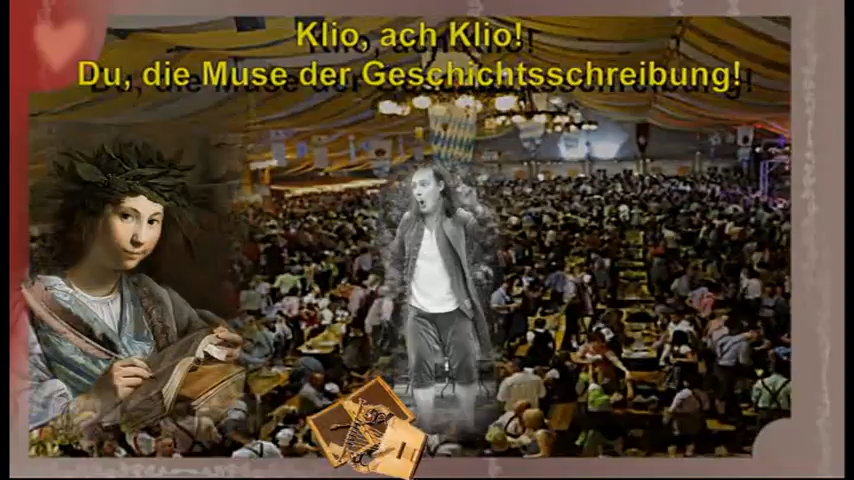 Klio, ach Klio!
Du, die Muse der Geschichtsschreibung!